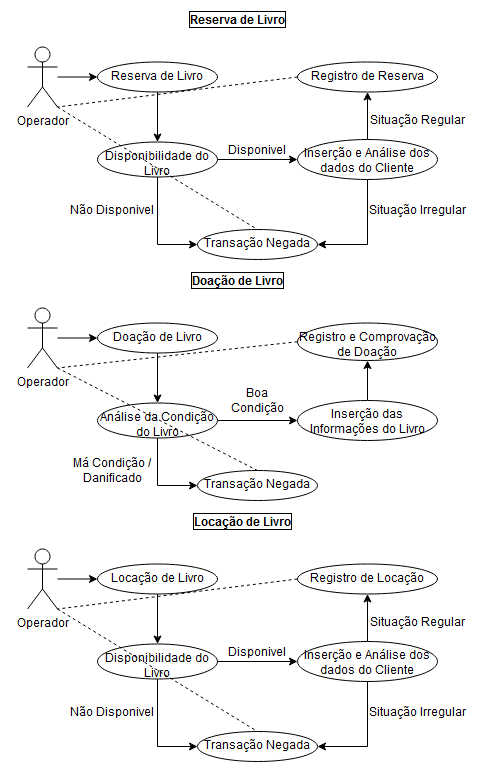 Reserva de Livro
Reserva de Livro
Registro de Reserva
Operador
Situação Regular
Disponibilidade do
Livro
Disponivel
Inserção e Análise dos
dados do Cliente
Não Disponivel
Situação Irregular
Transação Negada
Doação de Livro
Doação de Livro
Registro e Comprovação
de Doação
Operador
Boa
Condição
Análise da Condição
do Livro
Inserção das
Informações do Livro
Má Condição /
Danificado
Transação Negada
Locação de Livro
Locação de Livro
Registro de Locação
Operador
Situação Regular
Disponibilidade do
Livro
Disponivel
Inserção e Análise dos
dados do Cliente
Não Disponivel
Situação Irregular
Transação Negada